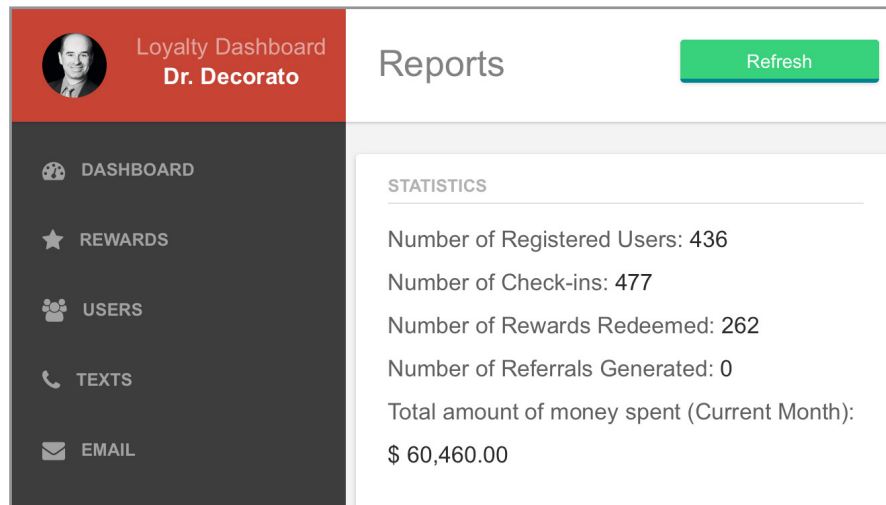 Loyalty Dashboard
Dr. Decorato
Reports
Refresh
DASHBOARD
REWARDS
USERS
TEXTS
EMAIL
STATISTICS
Number of Registered Users: 436
Number of Check-ins: 477
Number of Rewards Redeemed: 262
Number of Referrals Generated: 0
Total amount of money spent (Current Month):
$ 60,460.00